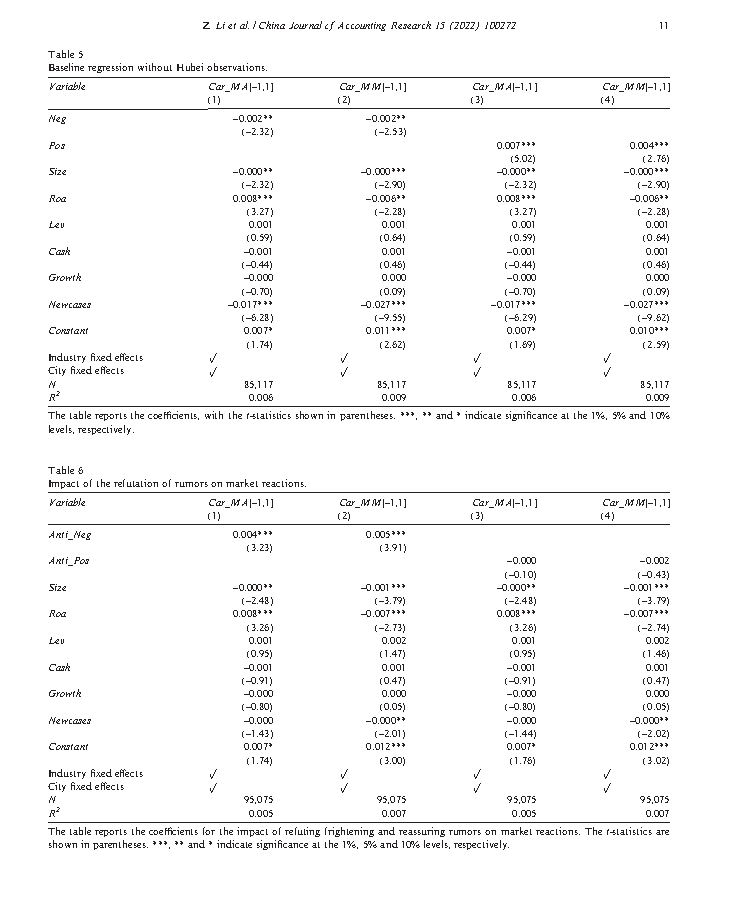 Z. Li et al. / China Journal of Accounting Research 15 (2022) 100272 11
Table 5
Baseline regression without Hubei observations.
Variable Car_MA[–1,1] Car_MM[–1,1] Car_MA[–1,1] Car_MM[–1,1]
(1) (2) (3) (4)
Neg –0.002** –0.002**
(–2.32) (–2.53)
Pos 0.007*** 0.004***
(5.02) (2.76)
Size –0.000** –0.000*** –0.000** –0.000***
(–2.32) (–2.90) (–2.32) (–2.90)
Roa 0.008*** –0.006** 0.008*** –0.006**
(3.27) (–2.28) (3.27) (–2.28)
Lev 0.001 0.001 0.001 0.001
(0.59) (0.64) (0.59) (0.64)
Cash –0.001 0.001 –0.001 0.001
(–0.44) (0.46) (–0.44) (0.46)
Growth –0.000 0.000 –0.000 0.000
(–0.70) (0.09) (–0.70) (0.09)
Newcases –0.017*** –0.027*** –0.017*** –0.027***
(–6.28) (–9.55) (–6.29) (–9.62)
Constant 0.007* 0.011*** 0.007* 0.010***
(1.74) (2.62) (1.69) (2.59)
Industry fixed effects ✓ ✓ ✓ ✓
City fixed effects ✓ ✓ ✓ ✓
N 85,117 85,117 85,117 85,117
R² 0.006 0.009 0.006 0.009
The table reports the coefficients, with the t-statistics shown in parentheses. ***, ** and * indicate significance at the 1%, 5% and 10%
levels, respectively.
Table 6
Impact of the refutation of rumors on market reactions.
Variable Car_MA[–1,1] Car_MM[–1,1] Car_MA[–1,1] Car_MM[–1,1]
(1) (2) (3) (4)
Anti_Neg 0.004*** 0.005***
(3.23) (3.91)
Anti_Pos –0.000 –0.002
(–0.10) (–0.43)
Size –0.000** –0.001*** –0.000** –0.001***
(–2.48) (–3.79) (–2.48) (–3.79)
Roa 0.008*** –0.007*** 0.008*** –0.007***
(3.26) (–2.73) (3.26) (–2.74)
Lev 0.001 0.002 0.001 0.002
(0.95) (1.47) (0.95) (1.46)
Cash –0.001 0.001 –0.001 0.001
(–0.91) (0.47) (–0.91) (0.47)
Growth –0.000 0.000 –0.000 0.000
(–0.80) (0.05) (–0.80) (0.05)
Newcases –0.000 –0.000** –0.000 –0.000**
(–1.43) (–2.01) (–1.44) (–2.02)
Constant 0.007* 0.012*** 0.007* 0.012***
(1.74) (3.00) (1.76) (3.02)
Industry fixed effects ✓ ✓ ✓ ✓
City fixed effects ✓ ✓ ✓ ✓
N 95,075 95,075 95,075 95,075
R² 0.005 0.007 0.005 0.007
The table reports the coefficients for the impact of refuting frightening and reassuring rumors on market reactions. The t-statistics are
shown in parentheses. ***, ** and * indicate significance at the 1%, 5% and 10% levels, respectively.